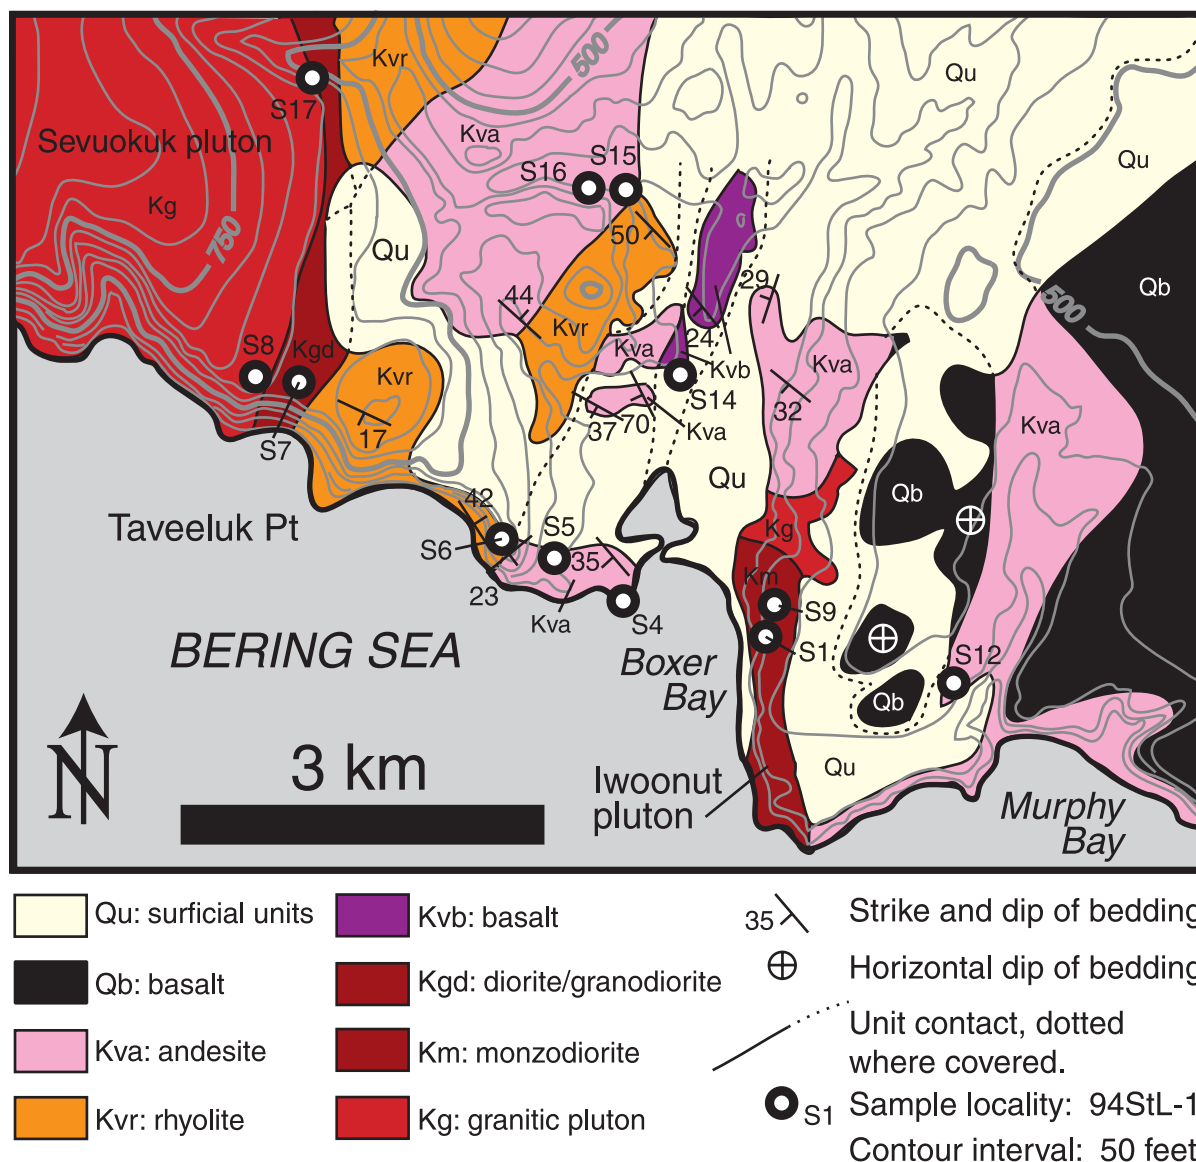 Kvr
500
Qu
S17
Sevuokuk pluton
Kva
S15
S16
Qu
Kg
750
50
Qu
29
Qb
500
44
Kvr
24
Kva
S8
Kgd
Kvr
Kvb
Kva
S14
32
17
37
70
Kva
Kva
S7
Qu
Qb
42
Taveeluk Pt
S5
Kg
S6
35
Km
23
S9
Kva
S4
S1
BERING SEA
Boxer
Bay
S12
Qb
N
3 km
Iwoonut
pluton
Qu
Murphy
Bay
Qu: surficial units
Kvb: basalt
35
Strike and dip of bedding
Qb: basalt
Kgd: diorite/granodiorite
Horizontal dip of bedding
Kva: andesite
Km: monzodiorite
Unit contact, dotted
where covered.
Kvr: rhyolite
Kg: granitic pluton
S1
Sample locality: 94StL-1
Contour interval: 50 feet